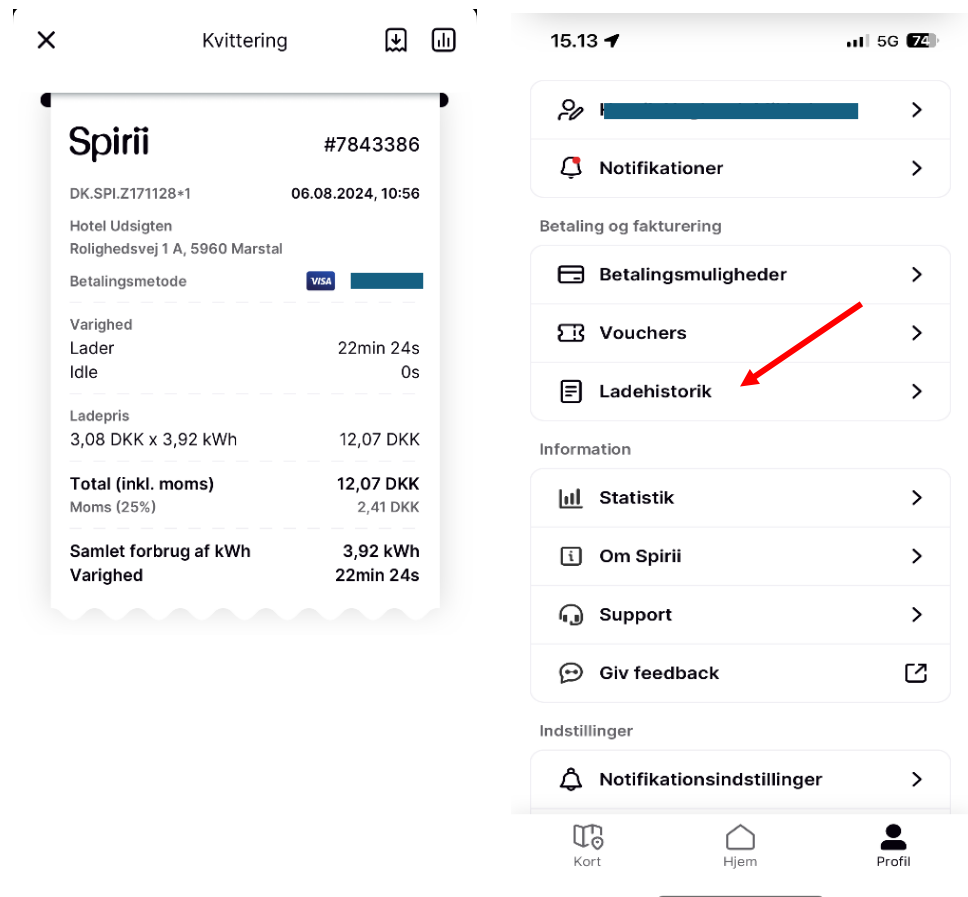 Kvittering
Spirii
#7843386
DK.SPI.Z171128*1 06.08.2024, 10:56
Hotel Udsigten
Rolighedsvej 1 A, 5960 Marstal
Betalingsmetode VISA
Varighed
Lader 22min 24s
Idle 0s
Ladepris
3,08 DKK x 3,92 kWh 12,07 DKK
Total (inkl. moms) 12,07 DKK
Moms (25%) 2,41 DKK
Samlet forbrug af kWh 3,92 kWh
Varighed 22min 24s
15.13 5G 74
Notifikationer
Betaling og fakturering
Betalingsmuligheder
Vouchers
Ladehistorik
Information
Statistik
Om Spirii
Support
Giv feedback
Indstillinger
Notifikationsindstillinger
Kort Hjem Profil